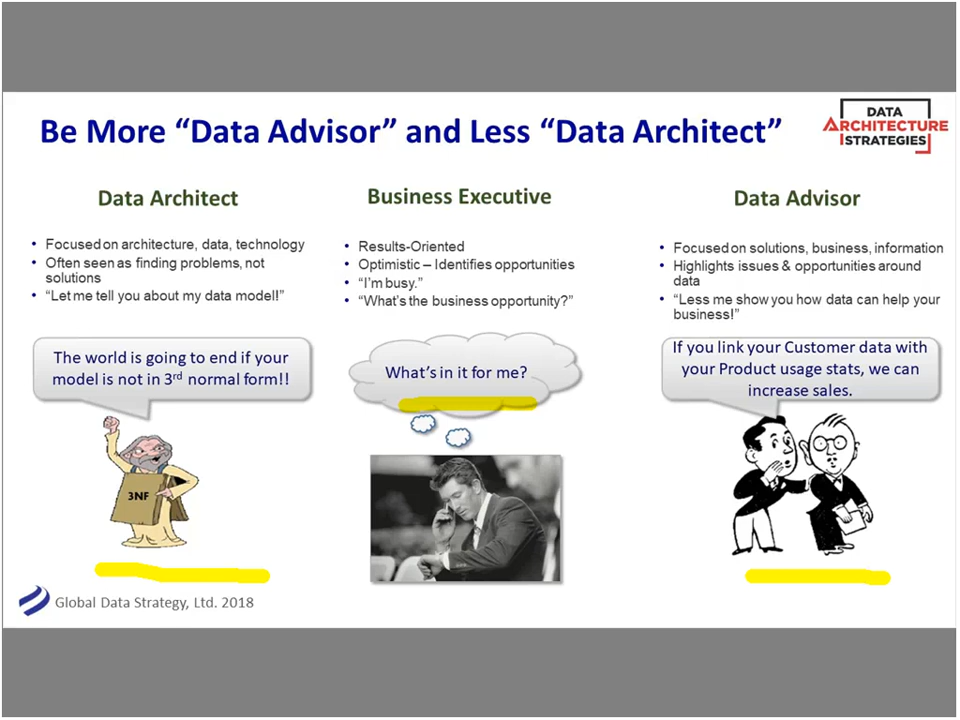 Be More “Data Advisor” and Less “Data Architect”
DATA
ARCHITECTURE
STRATEGIES
Data Architect
• Focused on architecture, data, technology
• Often seen as finding problems, not
solutions
• “Let me tell you about my data model!”
The world is going to end if your
model is not in 3rd normal form!!
3NF
Business Executive
• Results-Oriented
• Optimistic – Identifies opportunities
• “I’m busy.”
• “What’s the business opportunity?”
What’s in it for me?
Data Advisor
• Focused on solutions, business, information
• Highlights issues & opportunities around
data
• “Less me show you how data can help your
business!”
If you link your Customer data with
your Product usage stats, we can
increase sales.
Global Data Strategy, Ltd. 2018